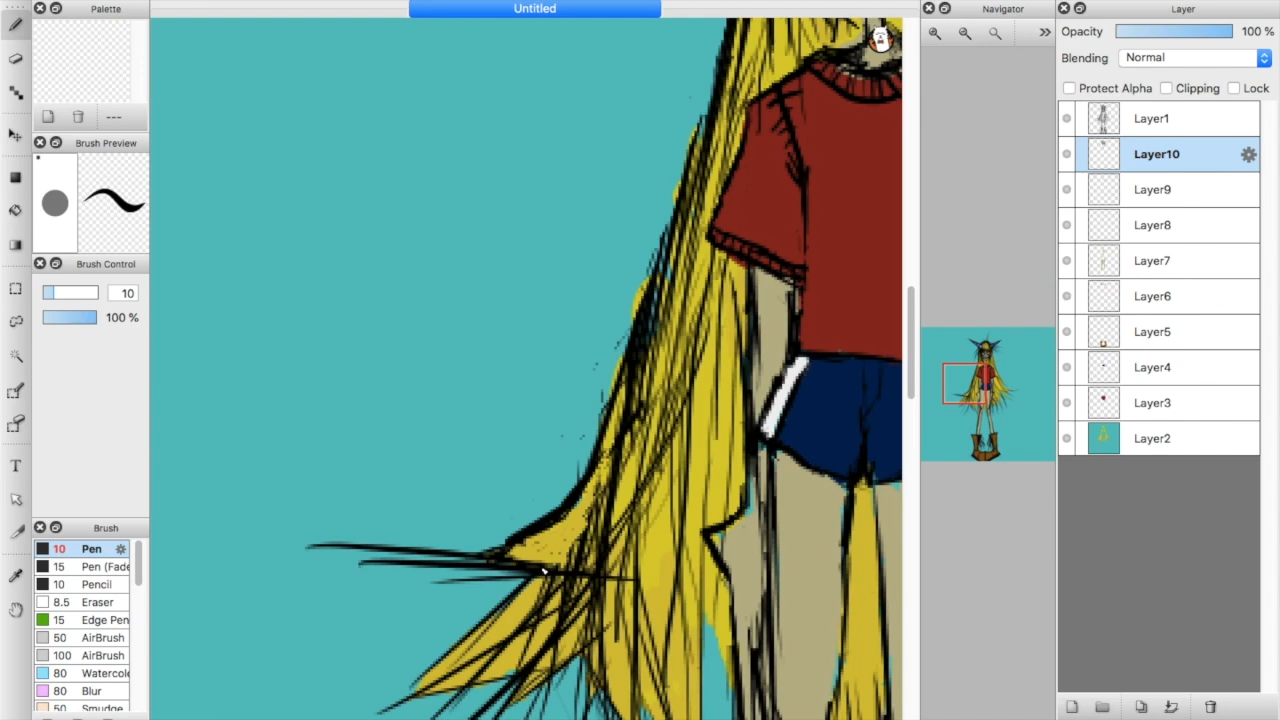 Palette
Untitled
Navigator
Layer
---
Opacity 100 %
Blending Normal
Protect Alpha Clipping Lock
Brush Preview
Brush Control
10
100 %
Brush
10 Pen
15 Pen (Fade
10 Pencil
8.5 Eraser
15 Edge Pen
50 AirBrush
100 AirBrush
80 Watercolo
80 Blur
50 Smudge
T
Layer1
Layer10
Layer9
Layer8
Layer7
Layer6
Layer5
Layer4
Layer3
Layer2